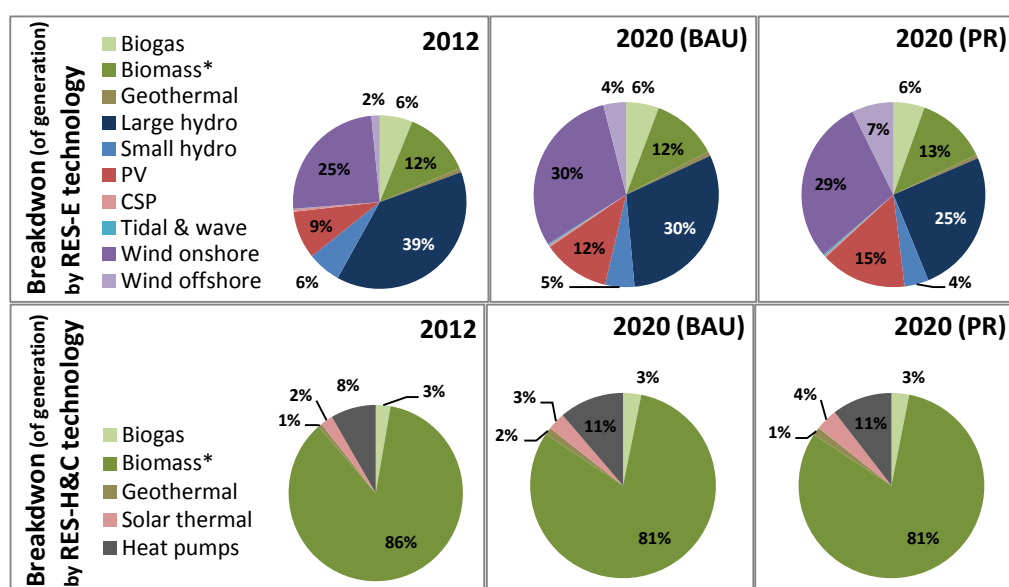 Breakdwon (of generation)
by RES-E technology
Biogas
Biomass*
Geothermal
Large hydro
Small hydro
PV
CSP
Tidal & wave
Wind onshore
Wind offshore
2012
2%
6%
12%
39%
6%
9%
25%
2020 (BAU)
4%
6%
12%
30%
5%
12%
30%
2020 (PR)
6%
7%
13%
25%
4%
15%
29%
Breakdwon (of generation)
by RES-H&C technology
Biogas
Biomass*
Geothermal
Solar thermal
Heat pumps
2012
8%
3%
2%
1%
86%
2020 (BAU)
3%
3%
11%
2%
81%
2020 (PR)
3%
4%
11%
1%
81%